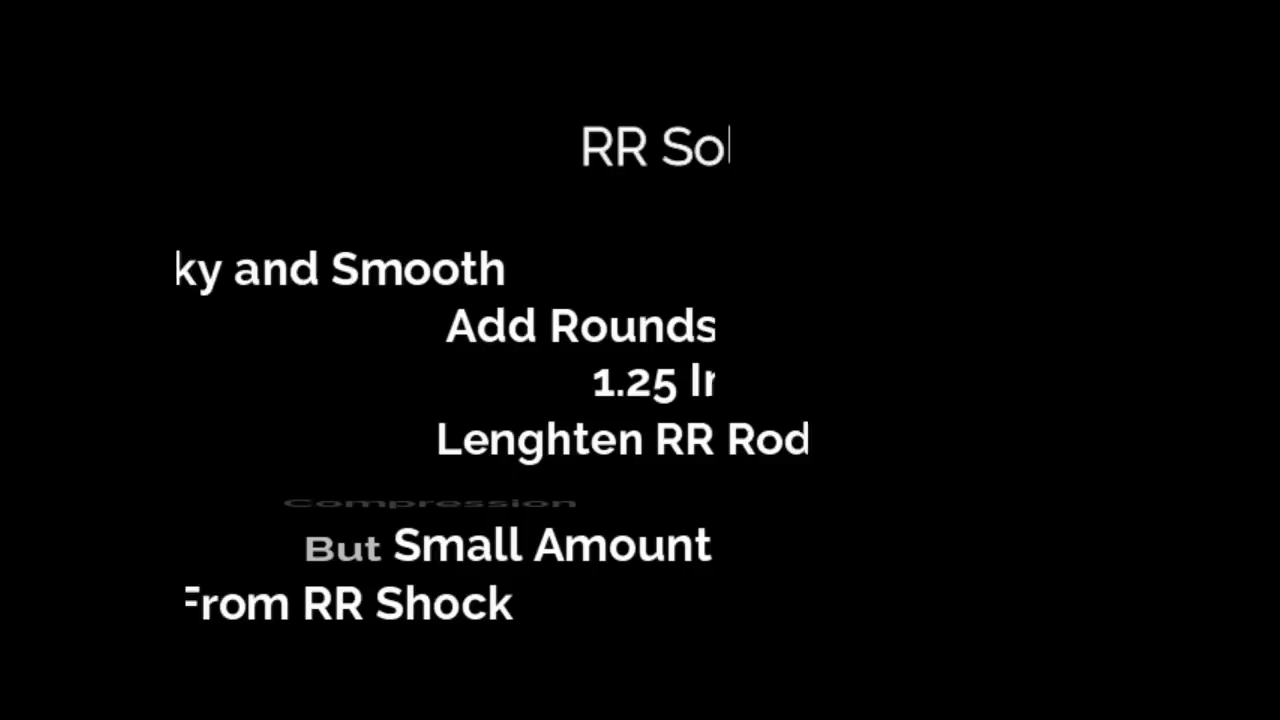 RR Sol
ky and Smooth
Add Rounds
1.25 In
Lenghten RR Rod
Compression
But Small Amount
From RR Shock